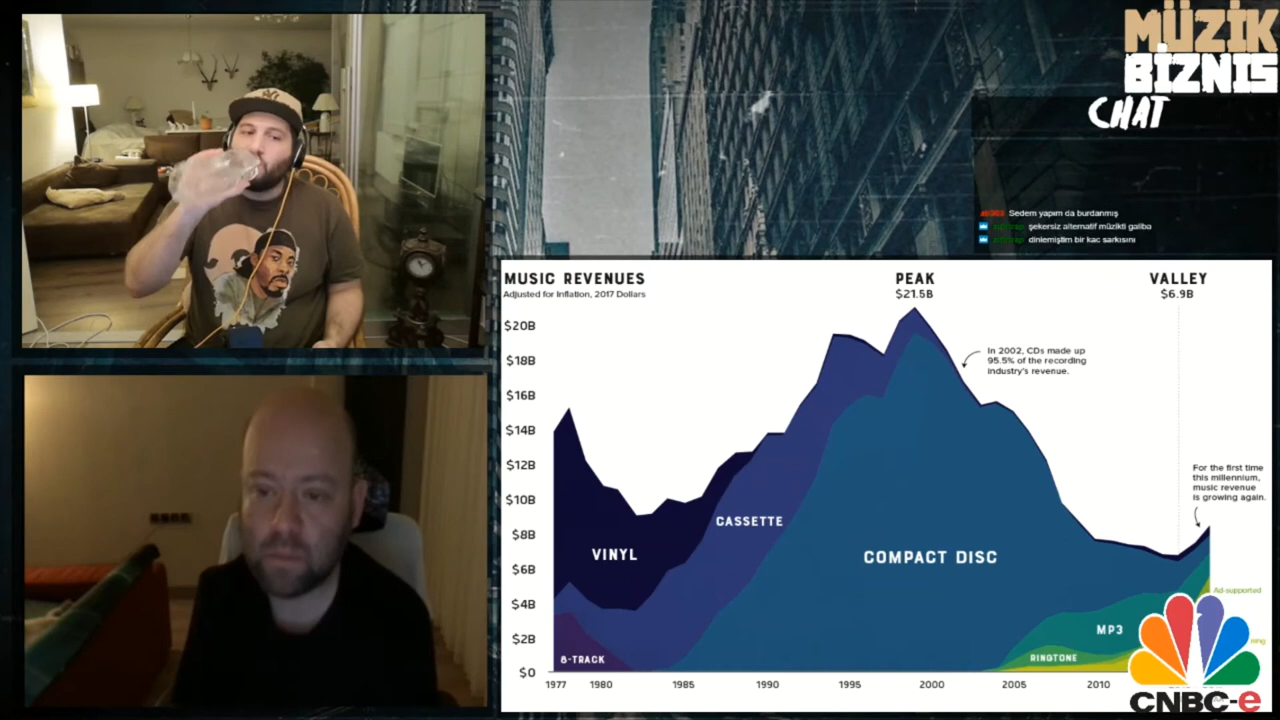 MÜZİK
BİZNIS
CHAT
Sedem yapım da burdanmış
şekersiz alternatif müzikti galiba
dinlemiştim bir kac sarkısını
MUSIC REVENUES
Adjusted for Inflation, 2017 Dollars
PEAK
$21.5B
VALLEY
$6.9B
$20B
$18B
$16B
$14B
$12B
$10B
$8B
$6B
$4B
$2B
$0
In 2002, CDs made up
95.5% of the recording
industry's revenue.
For the first time
this millennium,
music revenue
is growing again.
VINYL
CASSETTE
COMPACT DISC
8-TRACK
MP3
RINGTONE
Ad-supported
1977 1980 1985 1990 1995 2000 2005 2010
CNBC-e